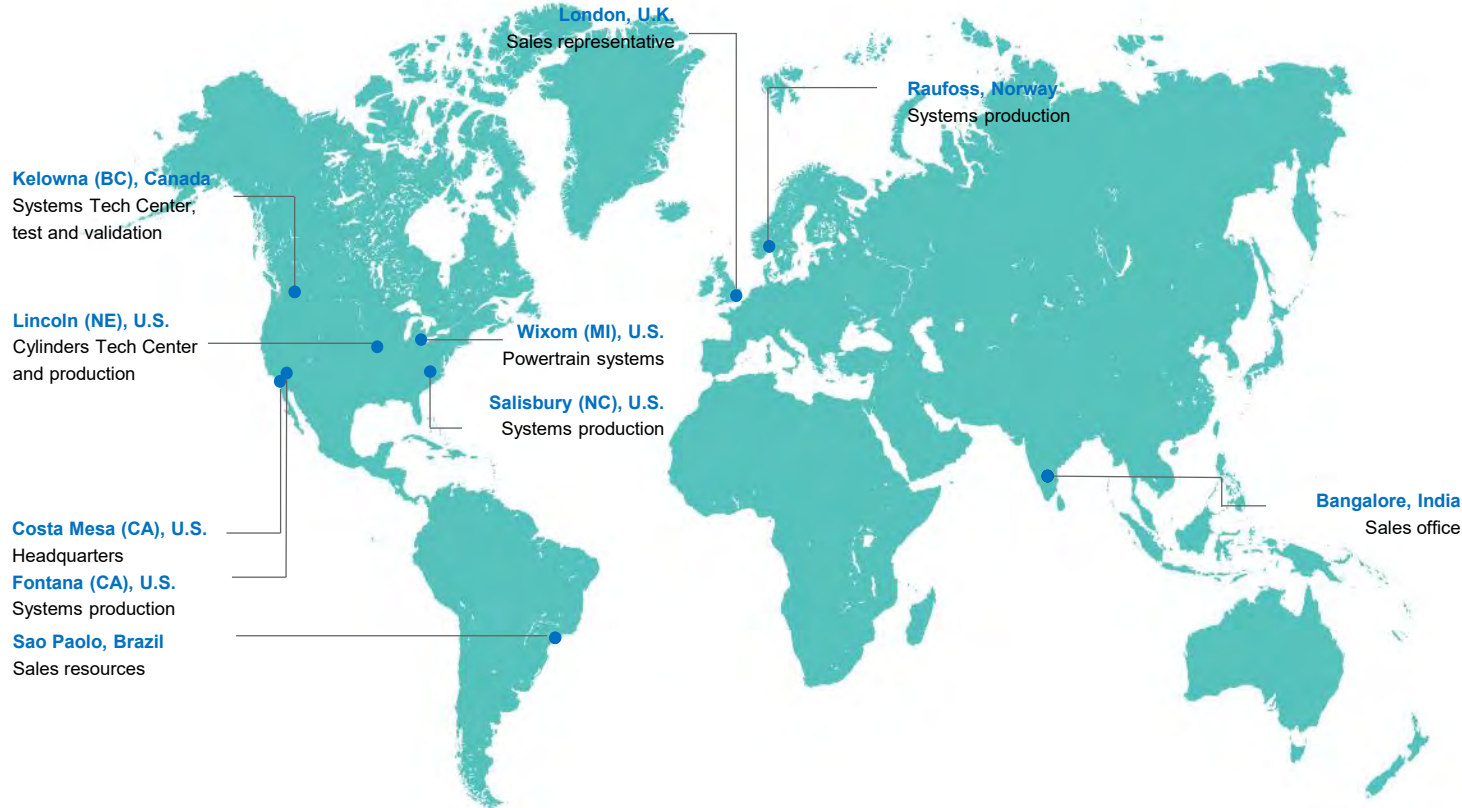 London, U.K.
Sales representative
Raufoss, Norway
Systems production
Kelowna (BC), Canada
Systems Tech Center,
test and validation
Lincoln (NE), U.S.
Cylinders Tech Center
and production
Wixom (MI), U.S.
Powertrain systems
Salisbury (NC), U.S.
Systems production
Costa Mesa (CA), U.S.
Headquarters
Fontana (CA), U.S.
Systems production
Sao Paolo, Brazil
Sales resources
Bangalore, India
Sales office